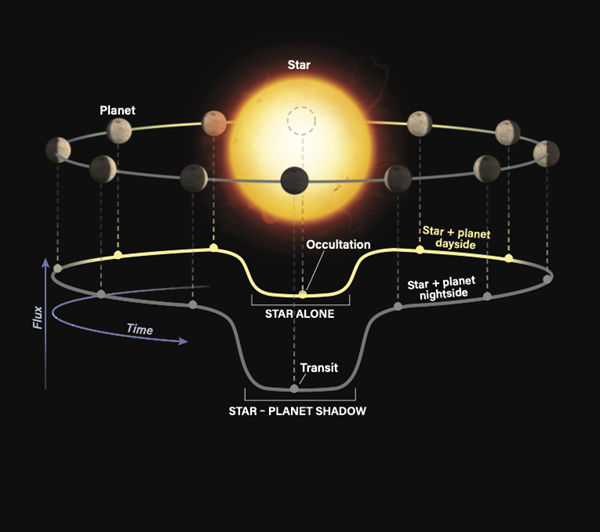 Star
Planet
Star + planet
dayside
Occultation
Star + planet
nightside
STAR ALONE
Flux
Time
Transit
STAR – PLANET SHADOW